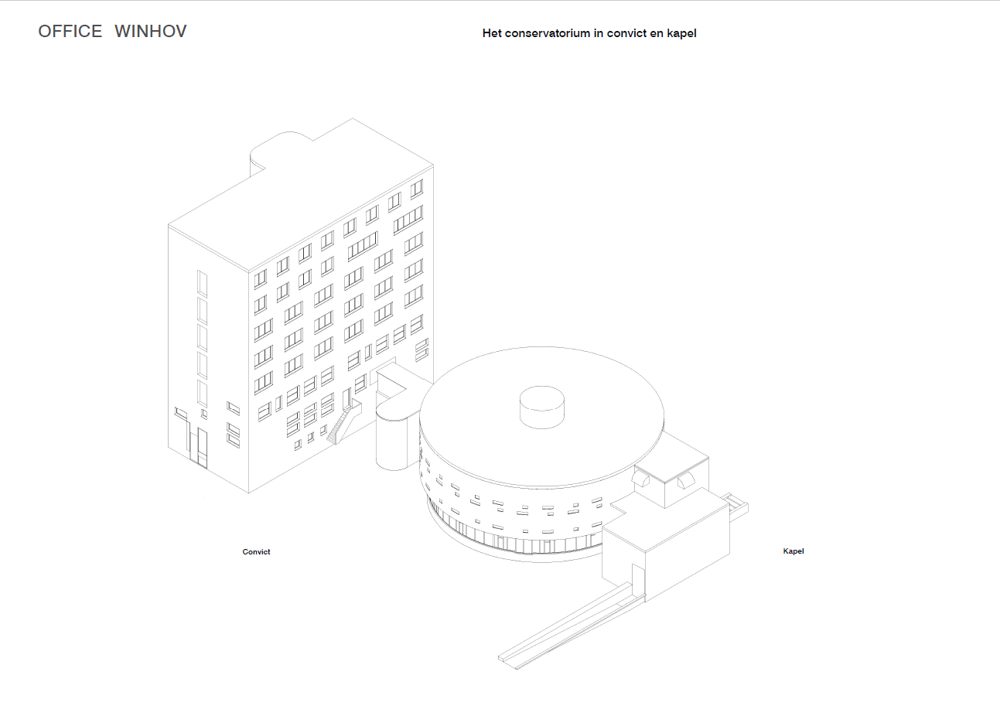 OFFICE WINHOV
Het conservatorium in convict en kapel
Convict
Kapel